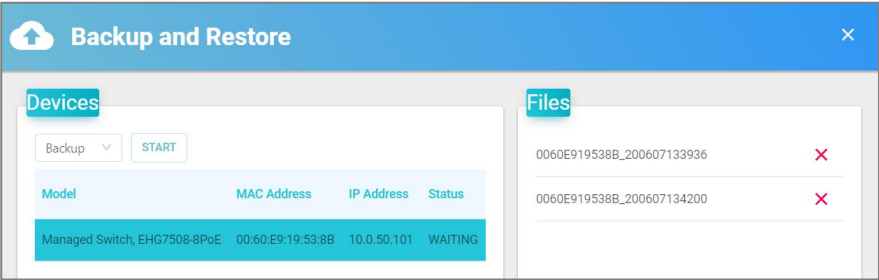 Backup and Restore
Devices
Backup START
Model MAC Address IP Address Status
Managed Switch, EHG7508-8PoE 00:60:E9:19:53:8B 10.0.50.101 WAITING
Files
0060E919538B_200607133936
0060E919538B_200607134200